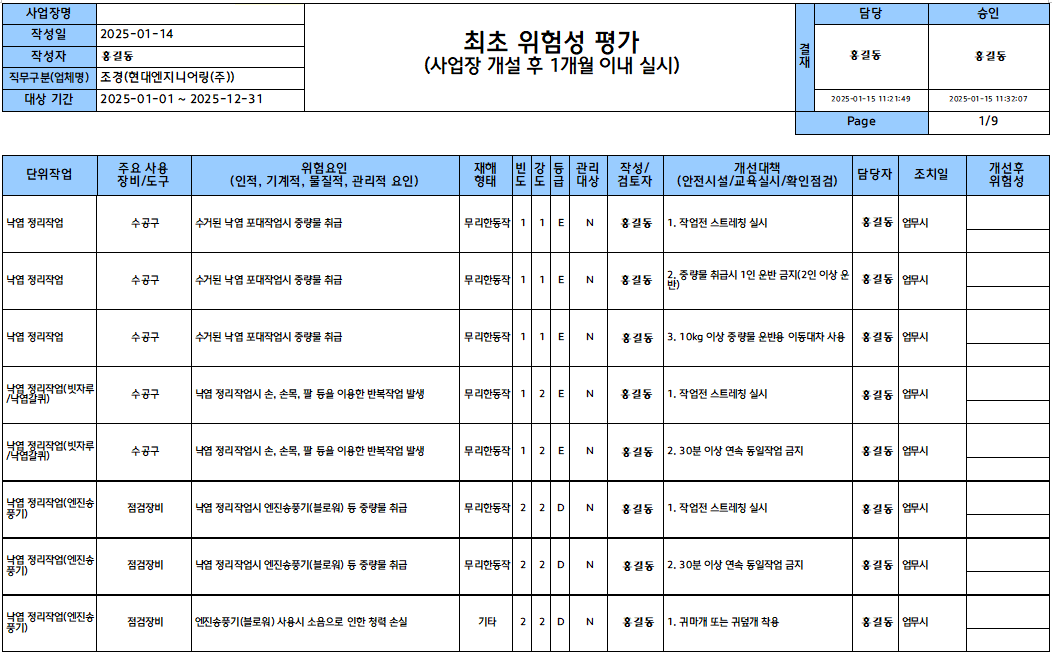 사업장명
작성일 2025-01-14
작성자 홍길동
직무구분(업체명) 조경(현대엔지니어링(주))
대상 기간 2025-01-01 ~ 2025-12-31
최초 위험성 평가
(사업장 개설 후 1개월 이내 실시)
결재
담당 승인
홍길동 홍길동
2025-01-15 11:21:49 2025-01-15 11:32:07
Page 1/9
단위작업 주요 사용 장비/도구 위험요인 (인적, 기계적, 물질적, 관리적 요인) 재해 형태 빈도 강도 등급 관리 대상 작성/검토자 개선대책 (안전시설/교육실시/확인점검) 담당자 조치일 개선후 위험성
낙엽 정리작업 수공구 수거된 낙엽 포대작업시 중량물 취급 무리한동작 1 1 E N 홍길동 1. 작업전 스트레칭 실시 홍길동 업무시
낙엽 정리작업 수공구 수거된 낙엽 포대작업시 중량물 취급 무리한동작 1 1 E N 홍길동 2. 중량물 취급시 1인 운반 금지(2인 이상 운반) 홍길동 업무시
낙엽 정리작업 수공구 수거된 낙엽 포대작업시 중량물 취급 무리한동작 1 1 E N 홍길동 3. 10kg 이상 중량물 운반용 이동대차 사용 홍길동 업무시
낙엽 정리작업(빗자루/낙엽갈퀴) 수공구 낙엽 정리작업시 손, 손목, 팔 등을 이용한 반복작업 발생 무리한동작 1 2 E N 홍길동 1. 작업전 스트레칭 실시 홍길동 업무시
낙엽 정리작업(빗자루/낙엽갈퀴) 수공구 낙엽 정리작업시 손, 손목, 팔 등을 이용한 반복작업 발생 무리한동작 1 2 E N 홍길동 2. 30분 이상 연속 동일작업 금지 홍길동 업무시
낙엽 정리작업(엔진송풍기) 점검장비 낙엽 정리작업시 엔진송풍기(블로워) 등 중량물 취급 무리한동작 2 2 D N 홍길동 1. 작업전 스트레칭 실시 홍길동 업무시
낙엽 정리작업(엔진송풍기) 점검장비 낙엽 정리작업시 엔진송풍기(블로워) 등 중량물 취급 무리한동작 2 2 D N 홍길동 2. 30분 이상 연속 동일작업 금지 홍길동 업무시
낙엽 정리작업(엔진송풍기) 점검장비 엔진송풍기(블로워) 사용시 소음으로 인한 청력 손실 기타 2 2 D N 홍길동 1. 귀마개 또는 귀덮개 착용 홍길동 업무시